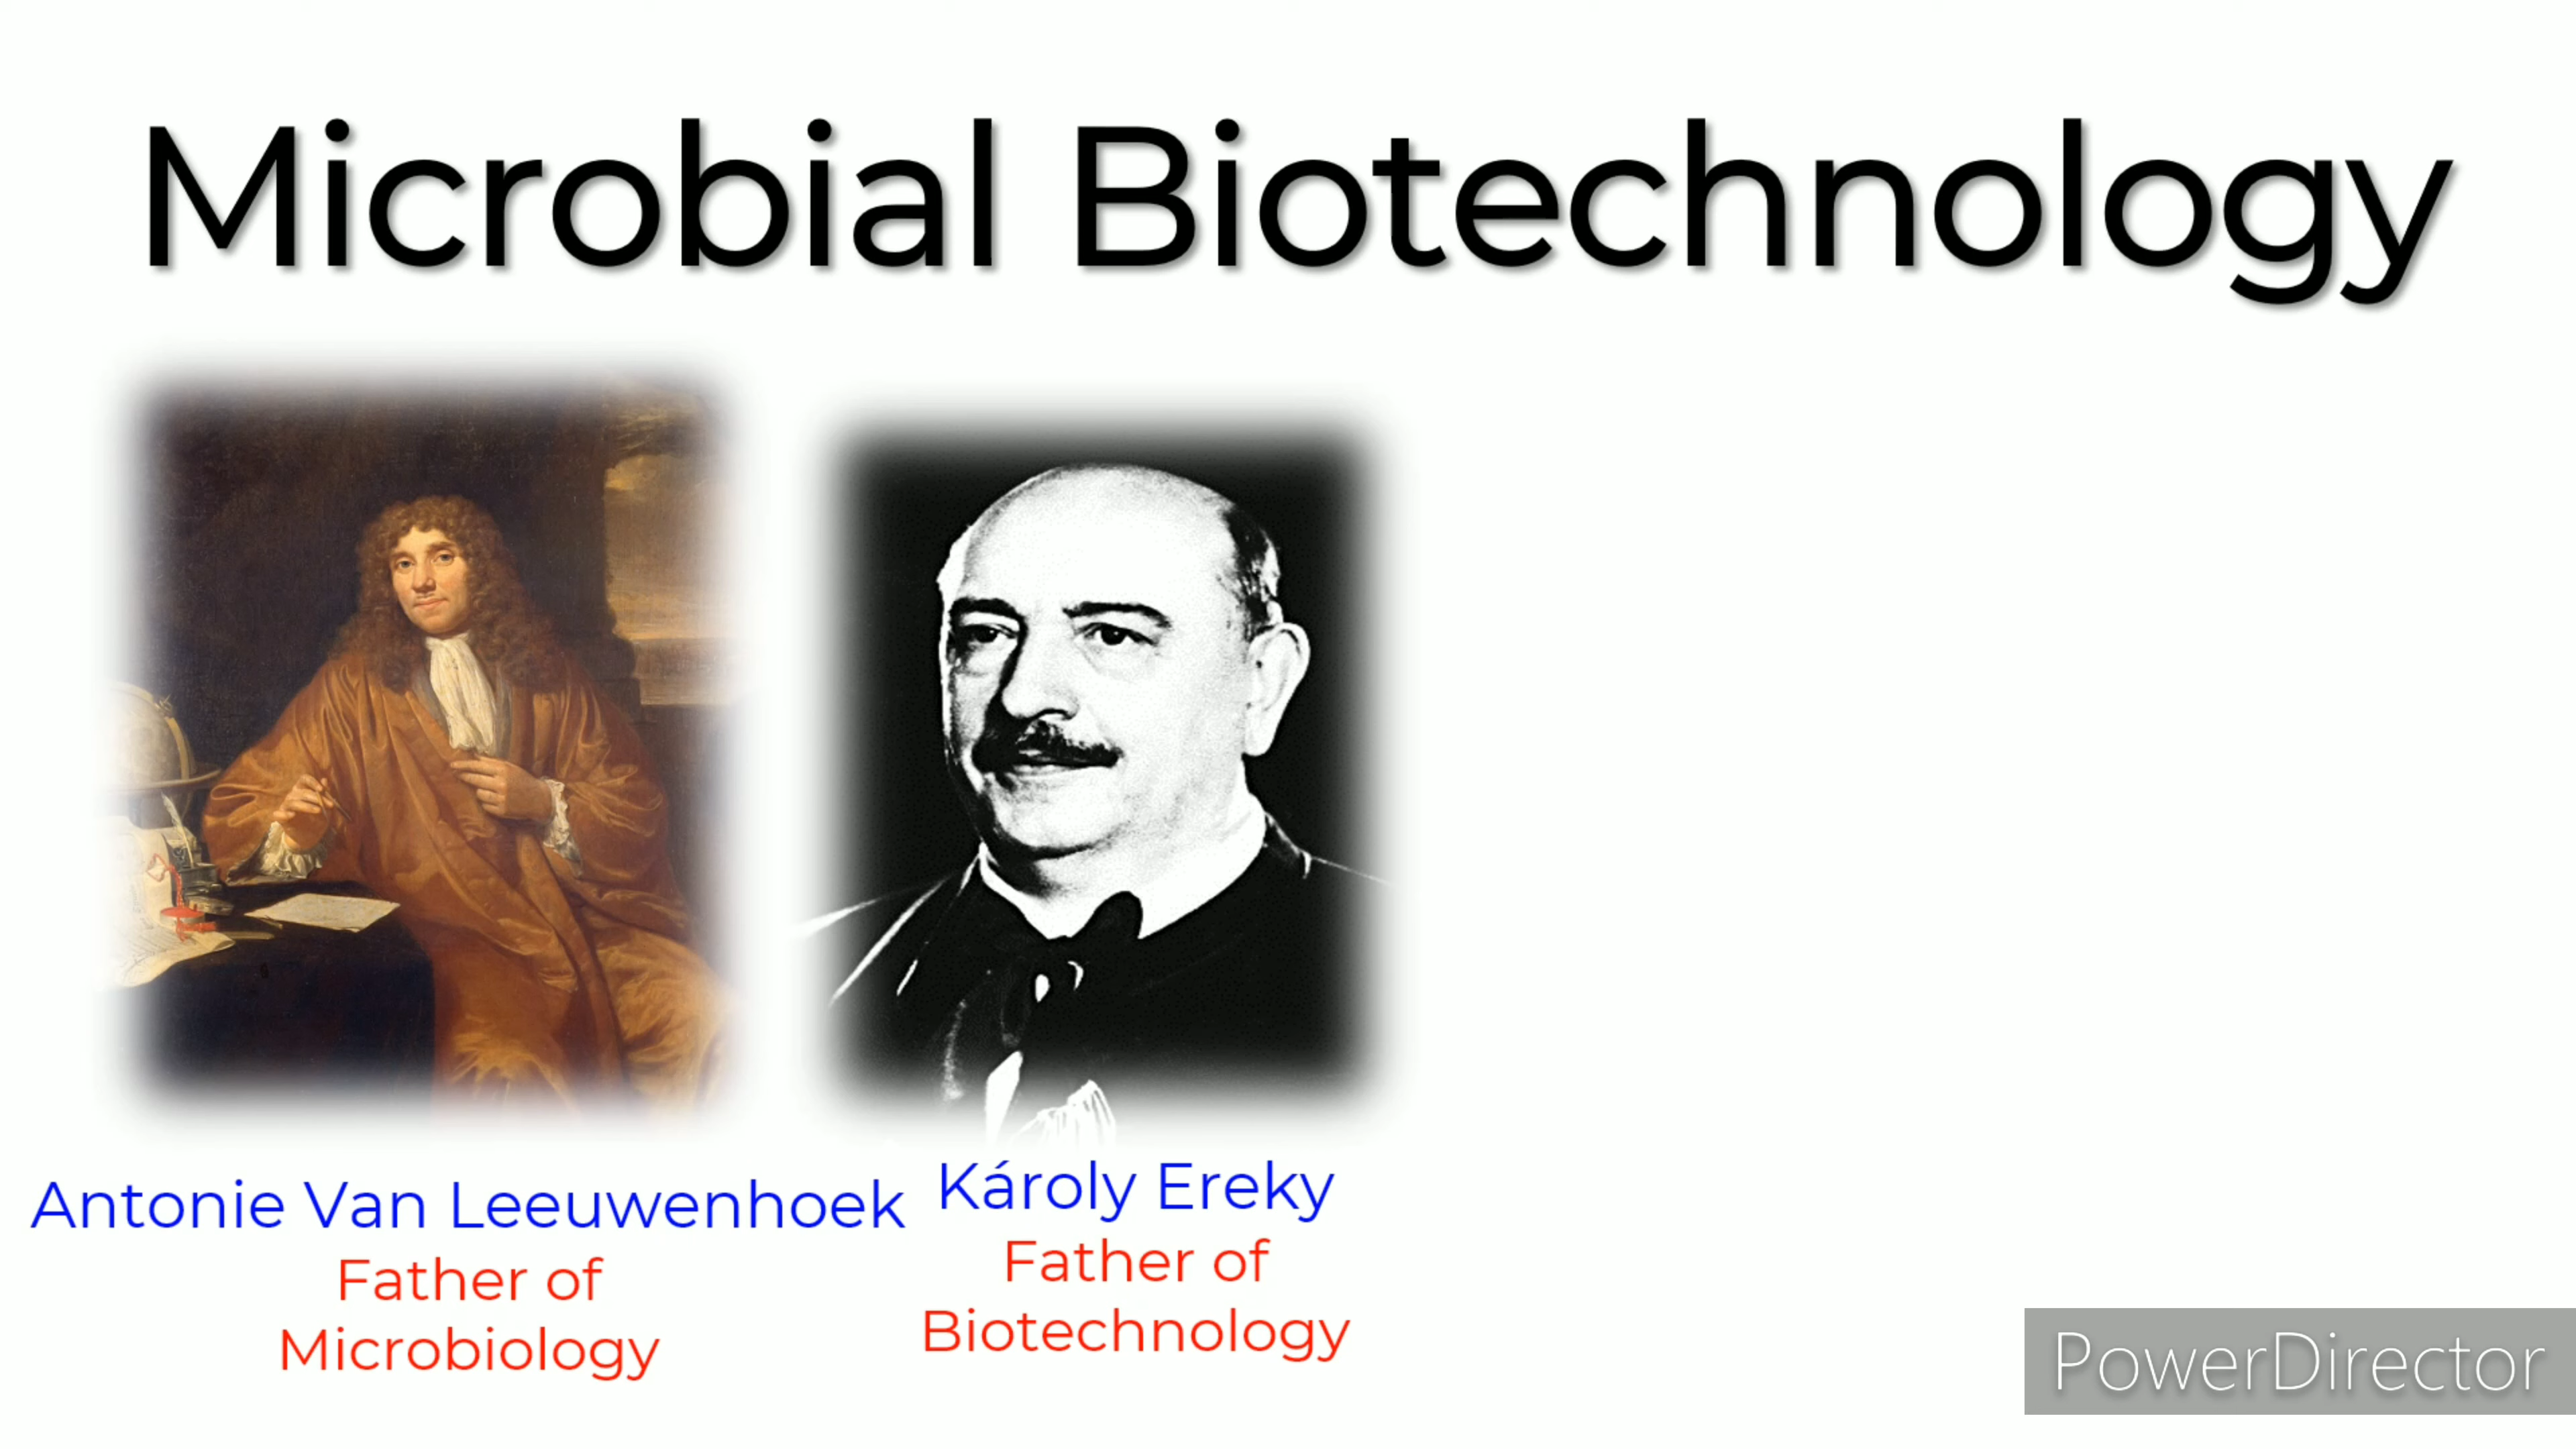 Microbial Biotechnology
Antonie Van Leeuwenhoek
Father of
Microbiology
Károly Ereky
Father of
Biotechnology
PowerDirector